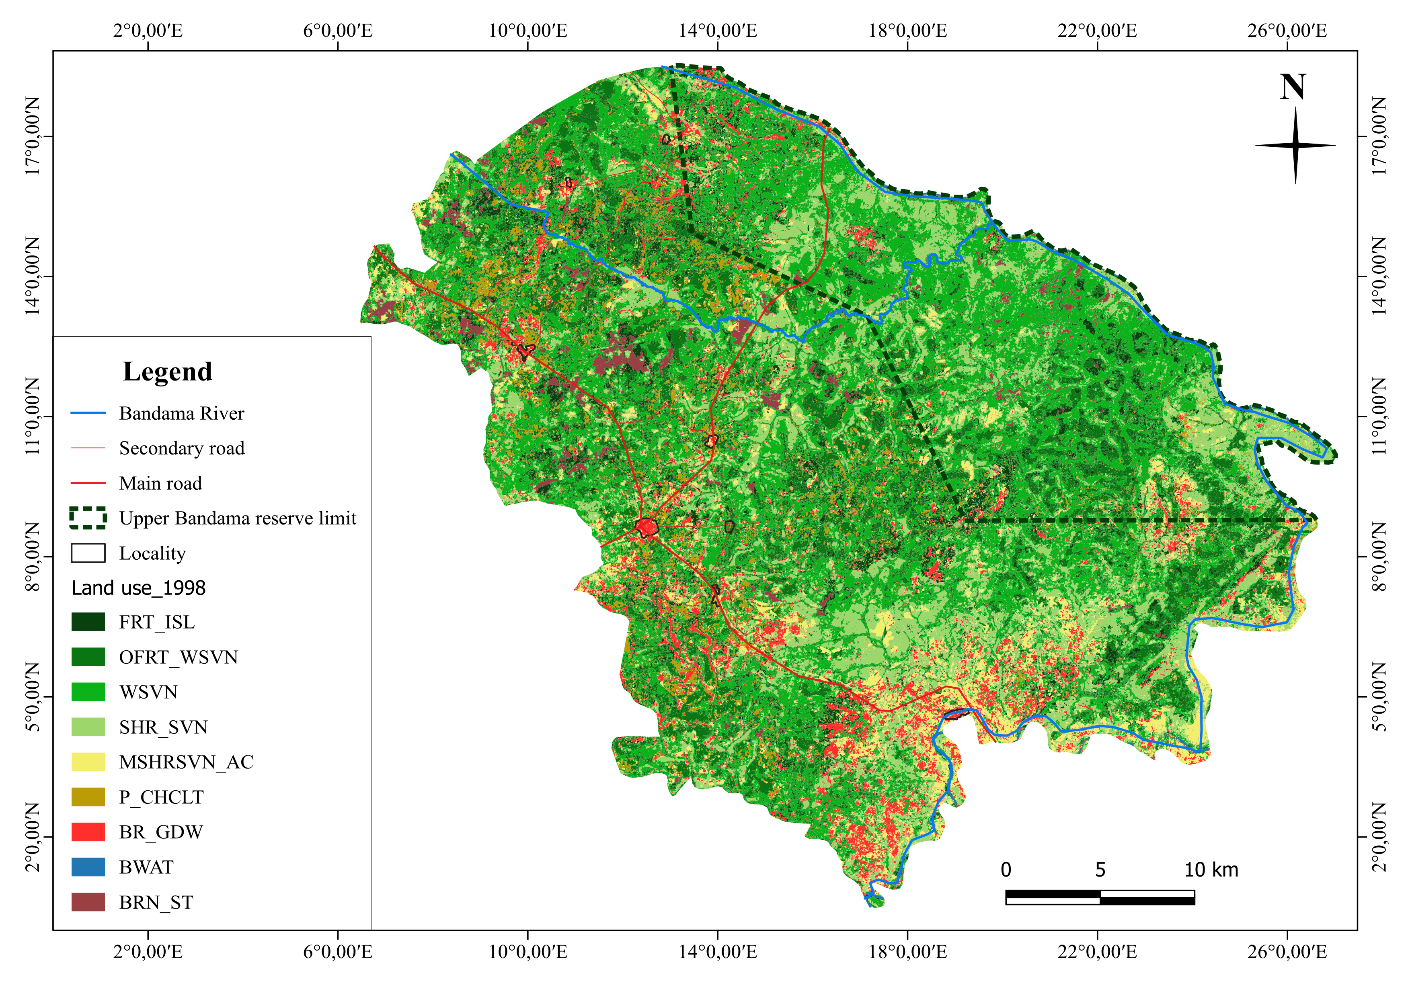 2°0,00′E 6°0,00′E 10°0,00′E 14°0,00′E 18°0,00′E 22°0,00′E 26°0,00′E
N
17°0,00′N 17°0,00′N
14°0,00′N 14°0,00′N
11°0,00′N 11°0,00′N
8°0,00′N 8°0,00′N
5°0,00′N 5°0,00′N
2°0,00′N 2°0,00′N
Legend
Bandama River
Secondary road
Main road
Upper Bandama reserve limit
Locality
Land use_1998
FRT_ISL
OFRT_WSVN
WSVN
SHR_SVN
MSHRSVN_AC
P_CHCLT
BR_GDW
BWAT
BRN_ST
0 5 10 km
2°0,00′E 6°0,00′E 10°0,00′E 14°0,00′E 18°0,00′E 22°0,00′E 26°0,00′E